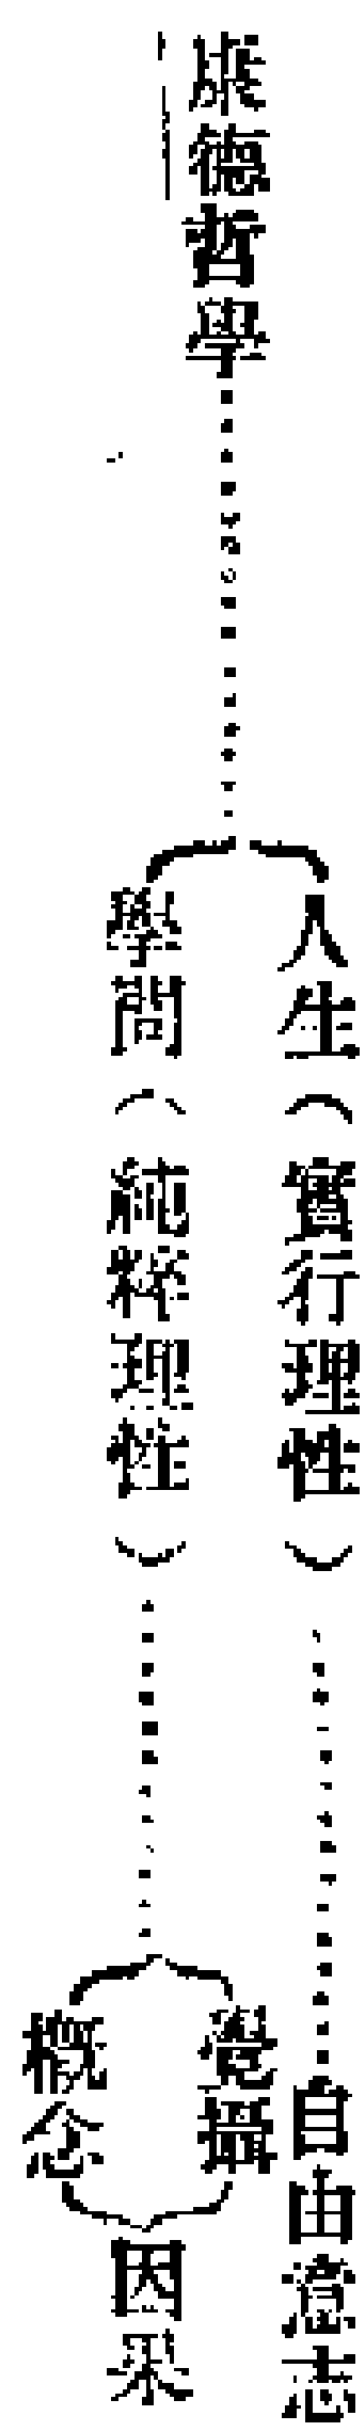 康德哲學
人生（實行理性）
自由意志
學問（純粹理性）
覺攝
概念
因果